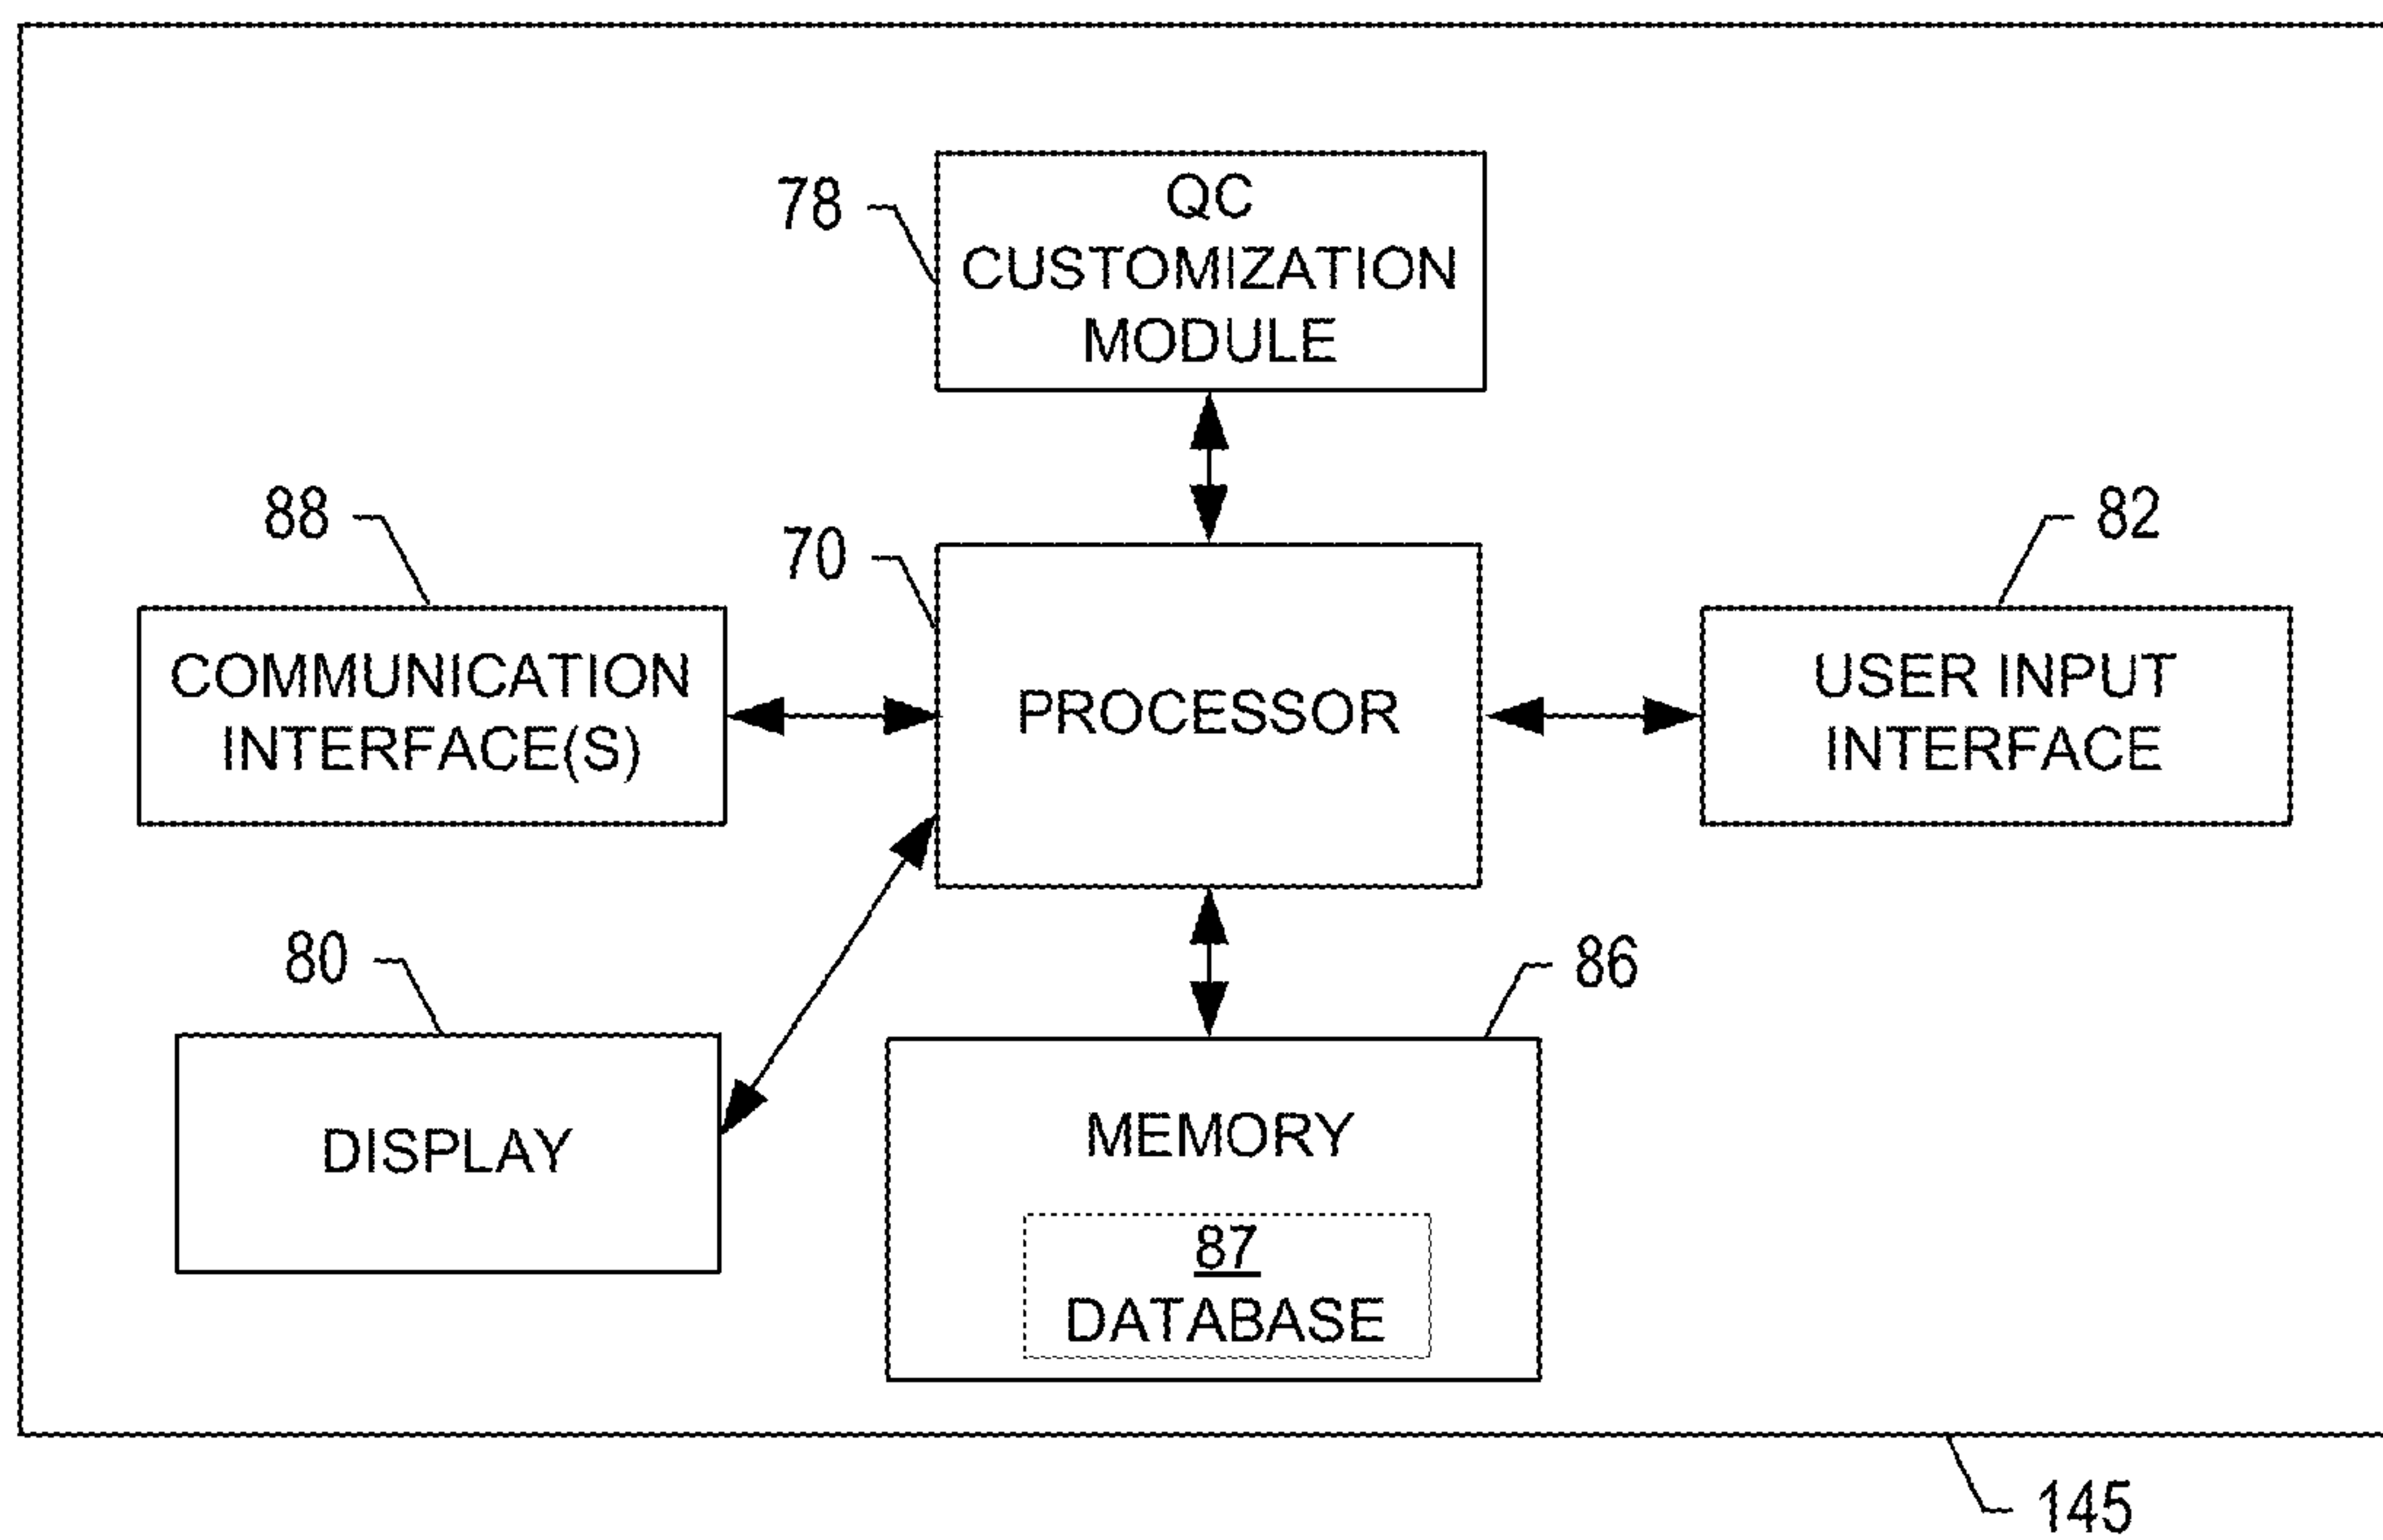 78
QC
CUSTOMIZATION
MODULE
88
70
82
COMMUNICATION
INTERFACE(S)
PROCESSOR
USER INPUT
INTERFACE
80
86
DISPLAY
MEMORY
87
DATABASE
145